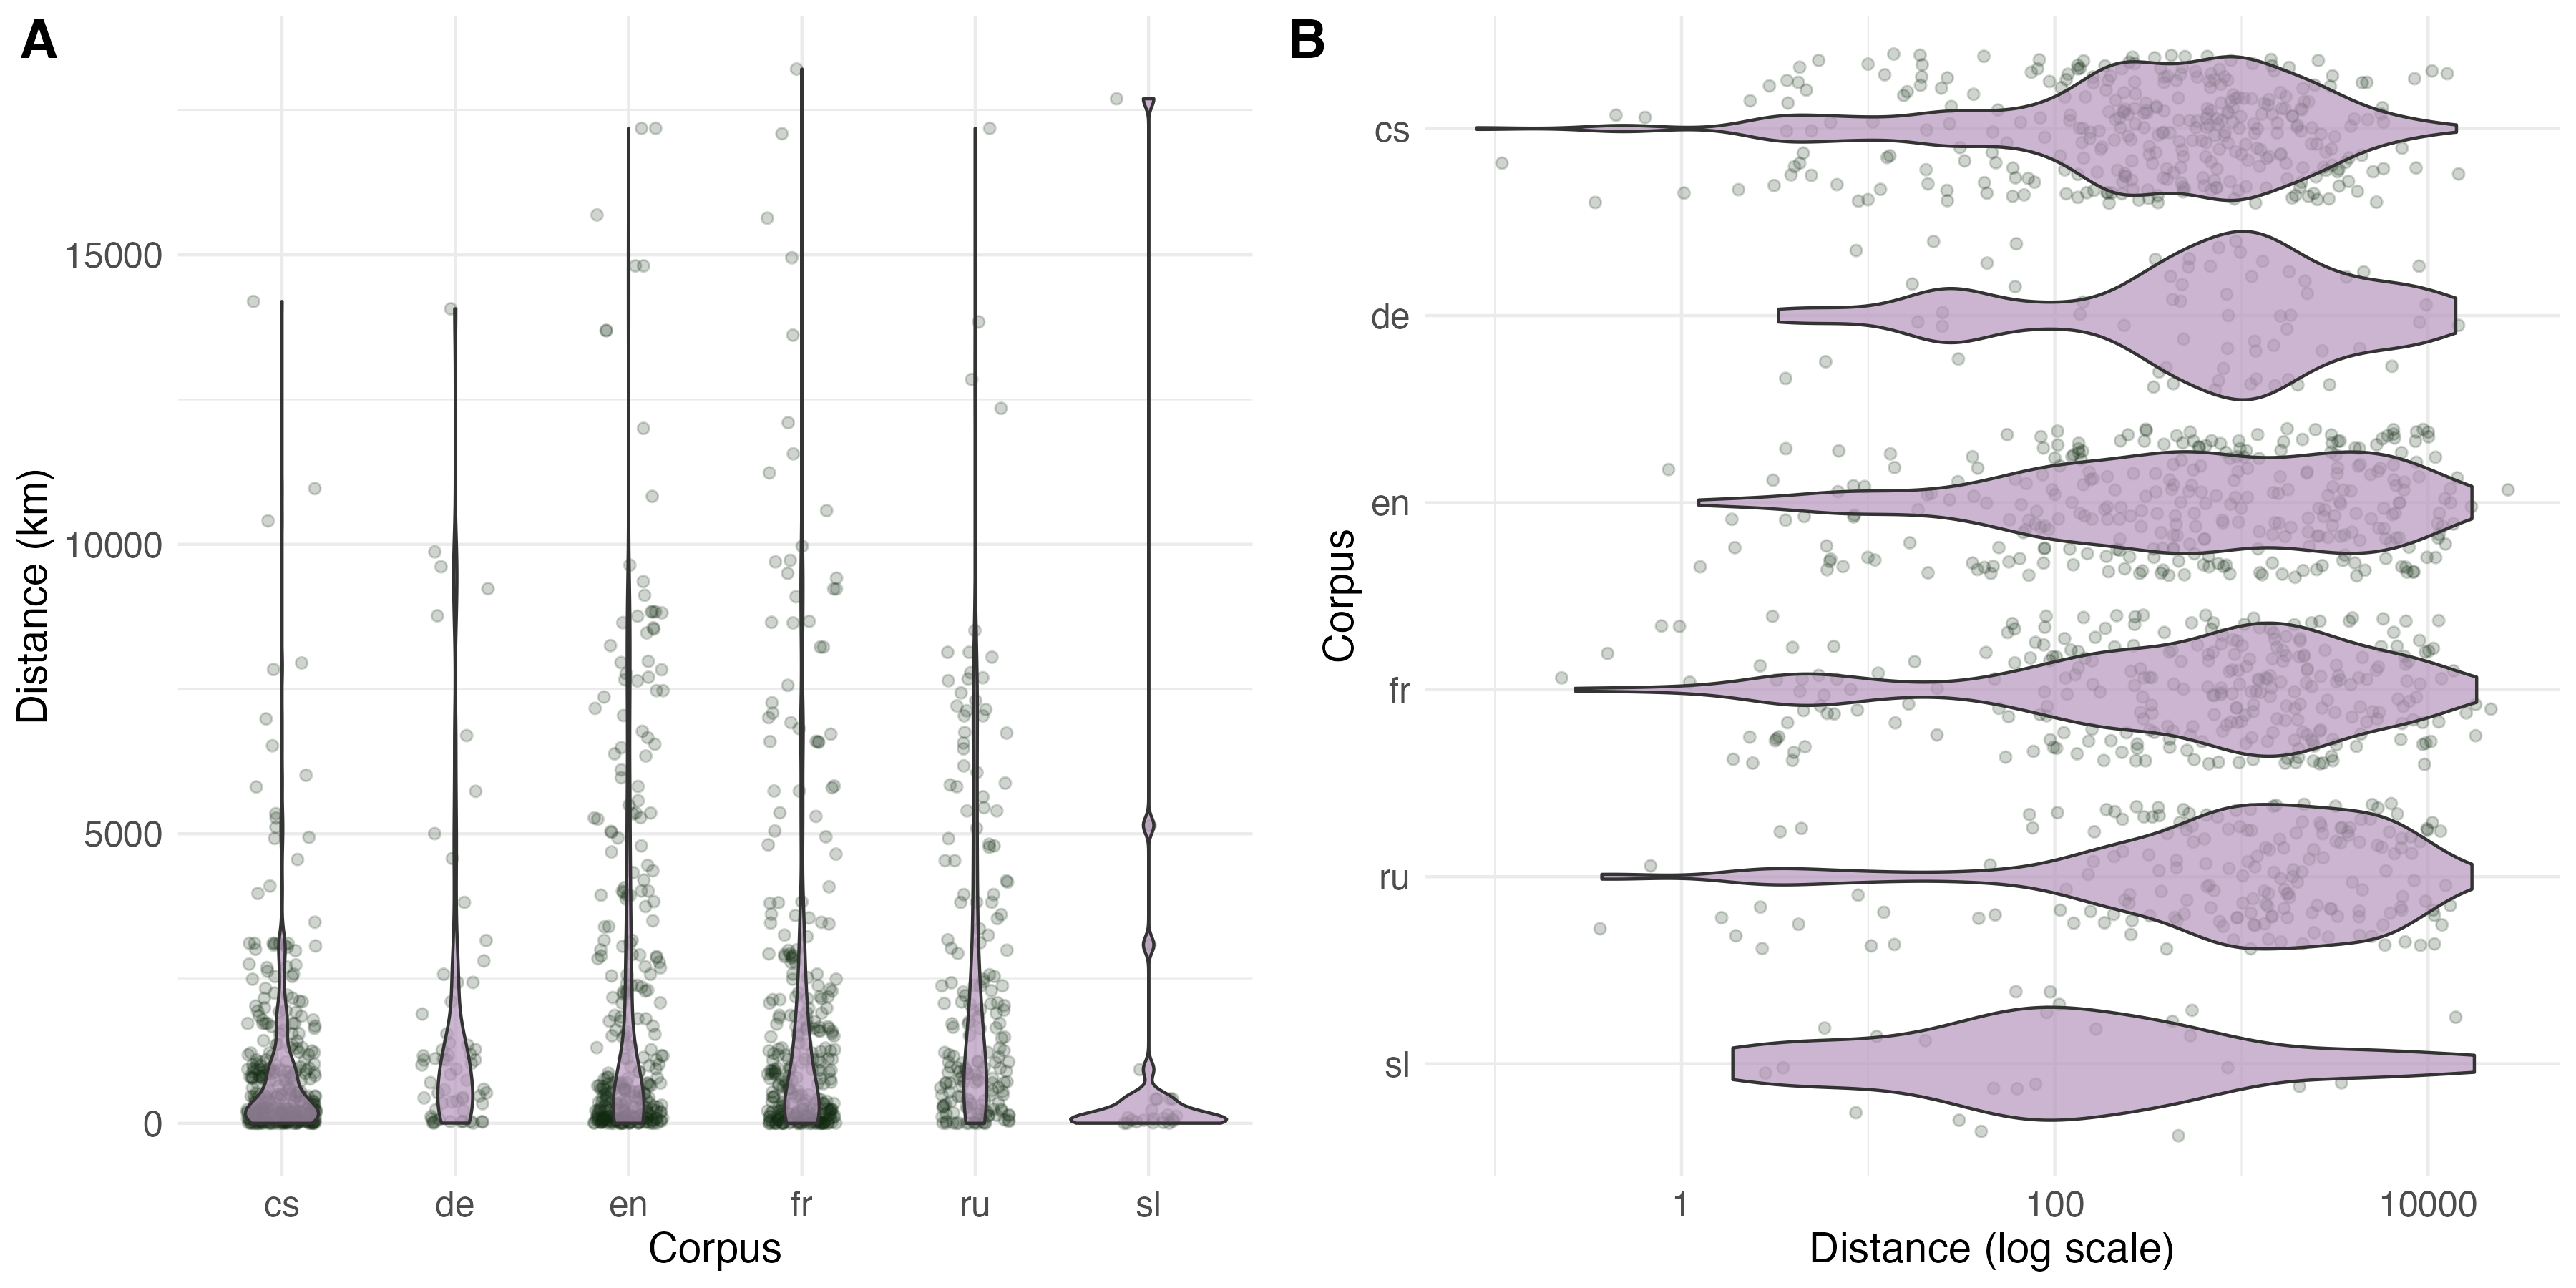 A
Distance (km)
15000
10000
5000
0
cs de en fr ru sl
Corpus
B
Corpus
cs
de
en
fr
ru
sl
1 100 10000
Distance (log scale)